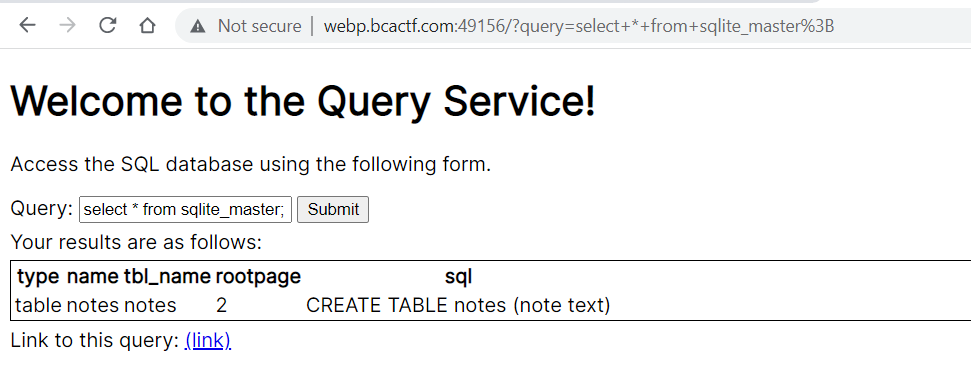 Not secure | webp.bcactf.com:49156/?query=select+*+from+sqlite_master%3B
Welcome to the Query Service!
Access the SQL database using the following form.
Query: select * from sqlite_master; Submit
Your results are as follows:
type name tbl_name rootpage sql
table notes notes 2 CREATE TABLE notes (note text)
Link to this query: (link)